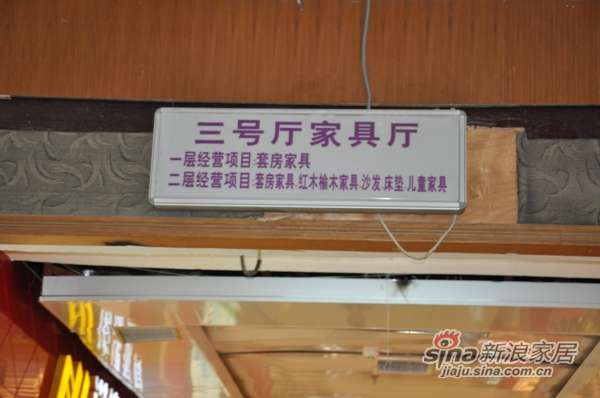 三号厅家具厅
一层经营项目:套房家具
二层经营项目:套房家具.红木榆木家具.沙发.床垫.儿童家具
sina新浪家居
jiaju.sina.com.cn